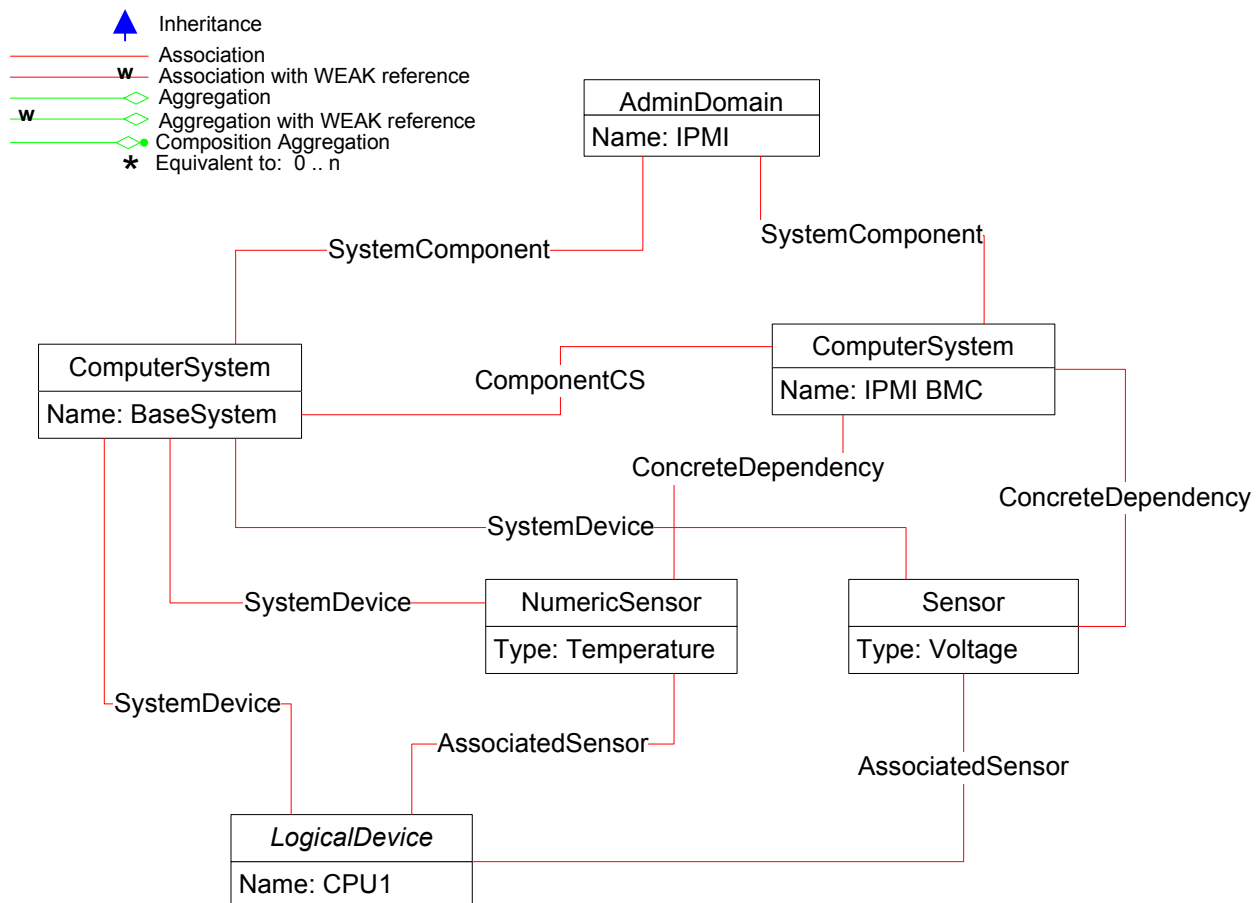 Inheritance
Association
w
Association with WEAK reference
Aggregation
w
Aggregation with WEAK reference
Composition Aggregation
* Equivalent to: 0 .. n
AdminDomain
Name: IPMI
SystemComponent
SystemComponent
ComputerSystem
Name: BaseSystem
ComponentCS
ComputerSystem
Name: IPMI BMC
ConcreteDependency
ConcreteDependency
SystemDevice
SystemDevice
NumericSensor
Type: Temperature
Sensor
Type: Voltage
SystemDevice
AssociatedSensor
AssociatedSensor
LogicalDevice
Name: CPU1